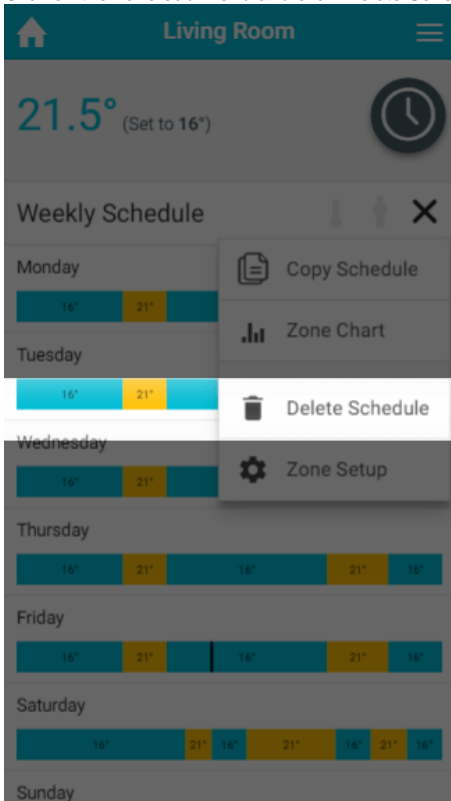 Living Room
21.5° (Set to 16°)
Weekly Schedule
Monday
Copy Schedule
16° 21°
Zone Chart
Tuesday
16° 21°
Delete Schedule
Wednesday
16° 21°
Zone Setup
Thursday
16° 21° 16° 21° 16°
Friday
16° 21° 16° 21° 16°
Saturday
16° 21° 16° 21° 16° 21° 16°
Sunday